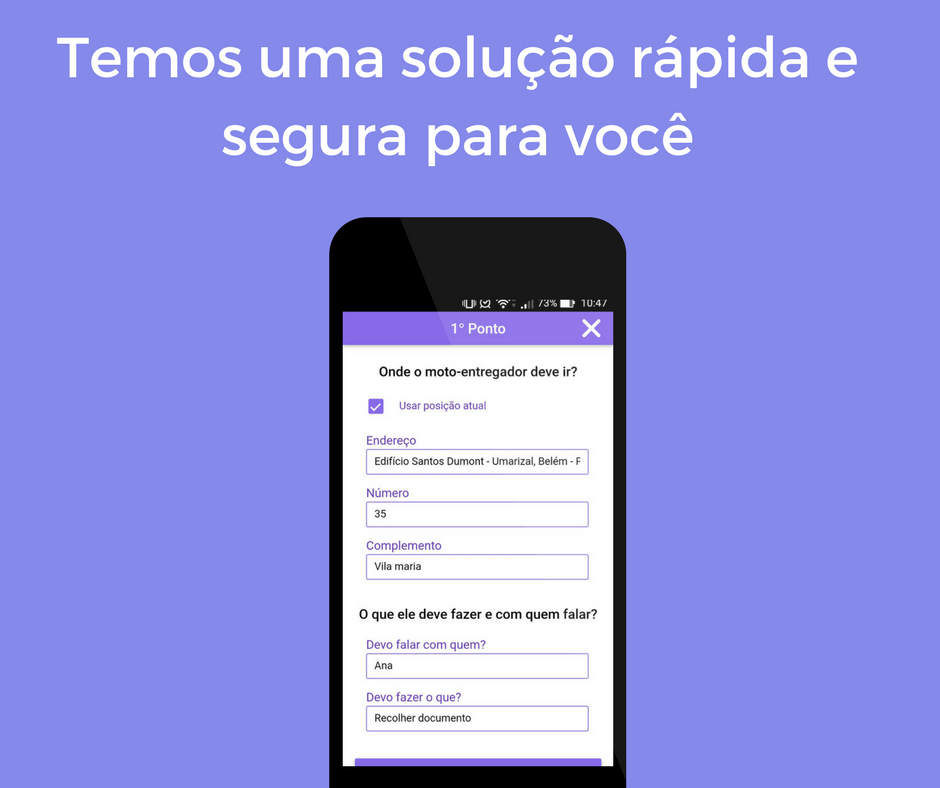 Temos uma solução rápida e
segura para você
73% 10:47
1° Ponto
Onde o moto-entregador deve ir?
Usar posição atual
Endereço
Edifício Santos Dumont - Umarizal, Belém - P
Número
35
Complemento
Vila maria
O que ele deve fazer e com quem falar?
Devo falar com quem?
Ana
Devo fazer o que?
Recolher documento